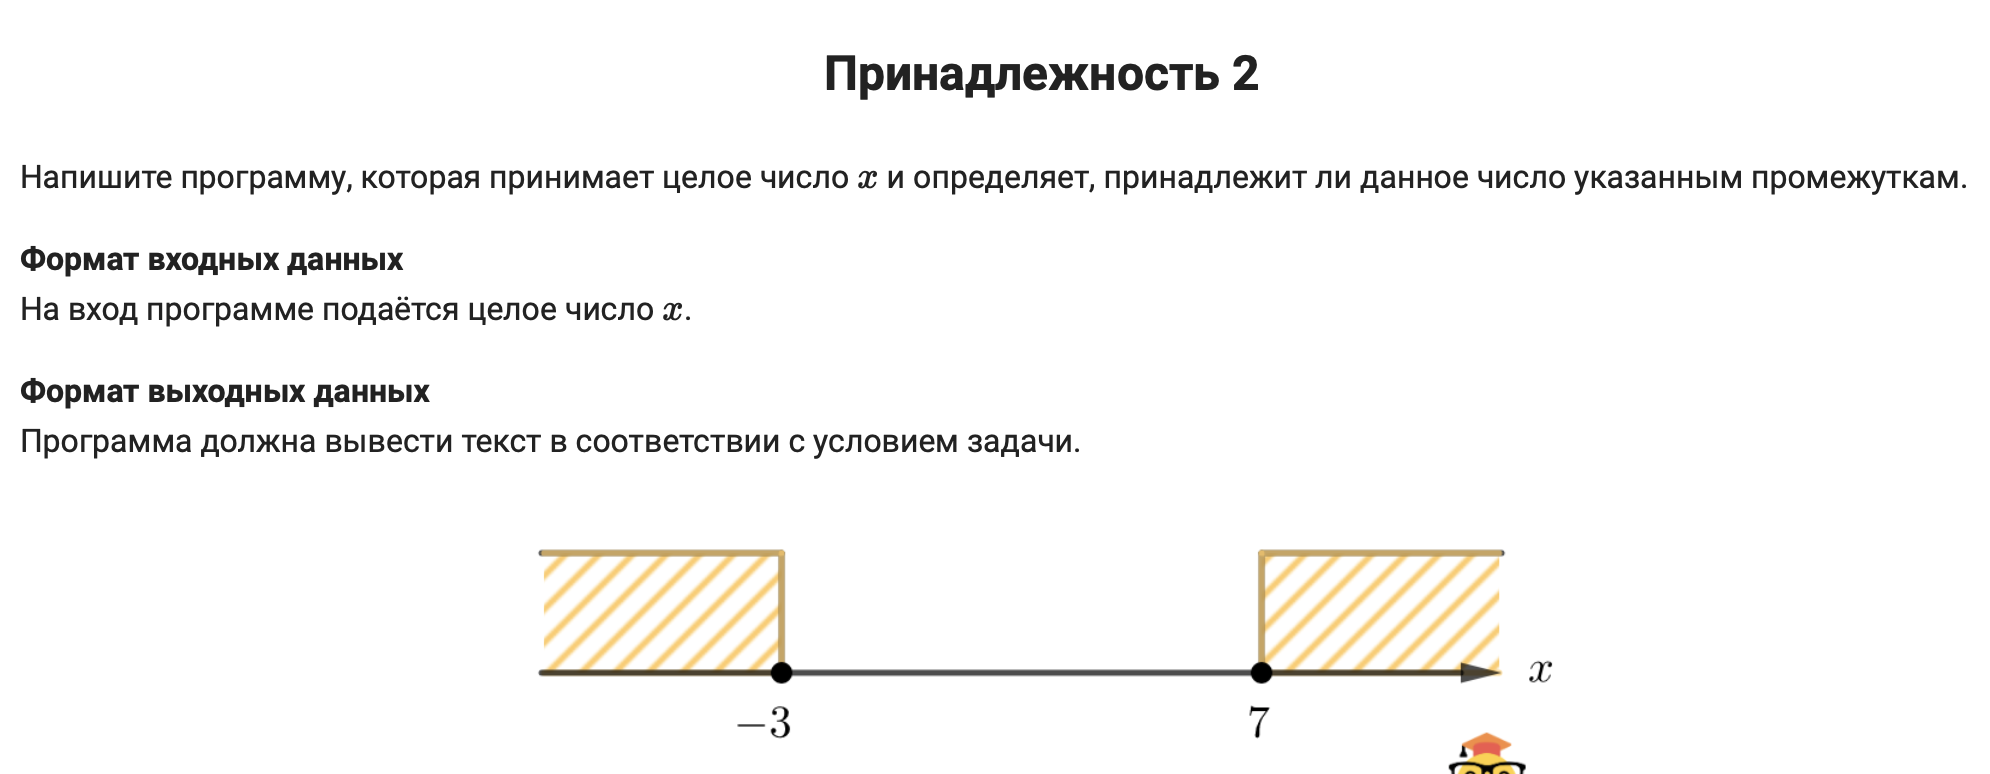 Принадлежность 2
Напишите программу, которая принимает целое число x и определяет, принадлежит ли данное число указанным промежуткам.
Формат входных данных
На вход программе подаётся целое число x.
Формат выходных данных
Программа должна вывести текст в соответствии с условием задачи.
x
−3 7